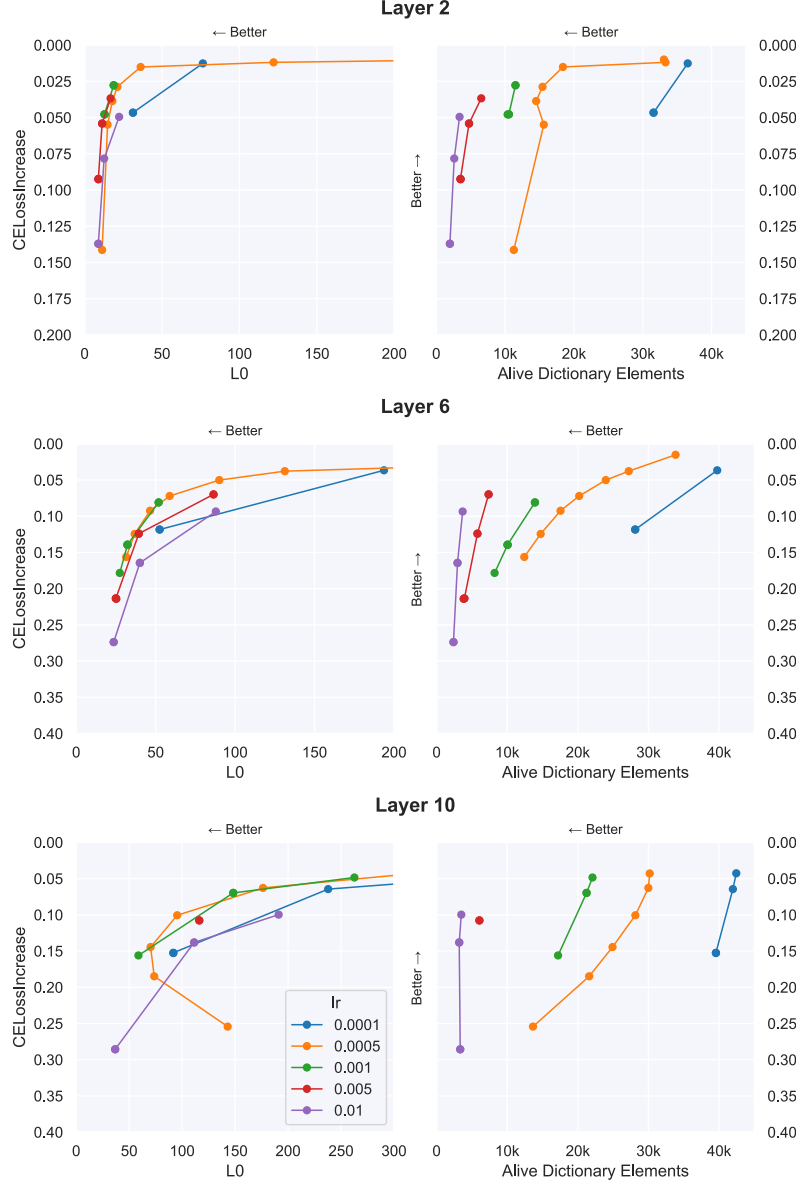 Layer 2
← Better
← Better
0.000
0.025
0.050
0.075
0.100
0.125
0.150
0.175
0.200
CELossIncrease
0 50 100 150 200
L0
Better →
0 10k 20k 30k 40k
Alive Dictionary Elements
0.000
0.025
0.050
0.075
0.100
0.125
0.150
0.175
0.200
Layer 6
← Better
← Better
0.00
0.05
0.10
0.15
0.20
0.25
0.30
0.35
0.40
CELossIncrease
0 50 100 150 200
L0
Better →
0 10k 20k 30k 40k
Alive Dictionary Elements
0.00
0.05
0.10
0.15
0.20
0.25
0.30
0.35
0.40
Layer 10
← Better
← Better
0.00
0.05
0.10
0.15
0.20
0.25
0.30
0.35
0.40
CELossIncrease
lr
0.0001
0.0005
0.001
0.005
0.01
0 50 100 150 200 250 300
L0
Better →
0 10k 20k 30k 40k
Alive Dictionary Elements
0.00
0.05
0.10
0.15
0.20
0.25
0.30
0.35
0.40